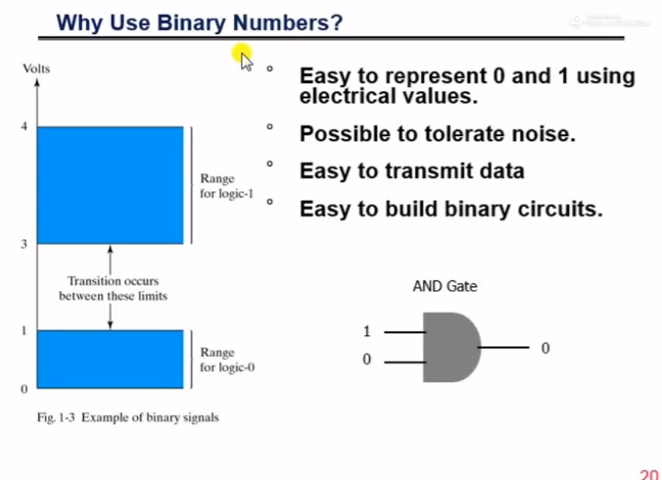 Why Use Binary Numbers?
Volts
4
3
1
0
Range
for logic-1
Transition occurs
between these limits
Range
for logic-0
Fig. 1-3 Example of binary signals
° Easy to represent 0 and 1 using
electrical values.
° Possible to tolerate noise.
° Easy to transmit data
° Easy to build binary circuits.
AND Gate
1
0
0
20